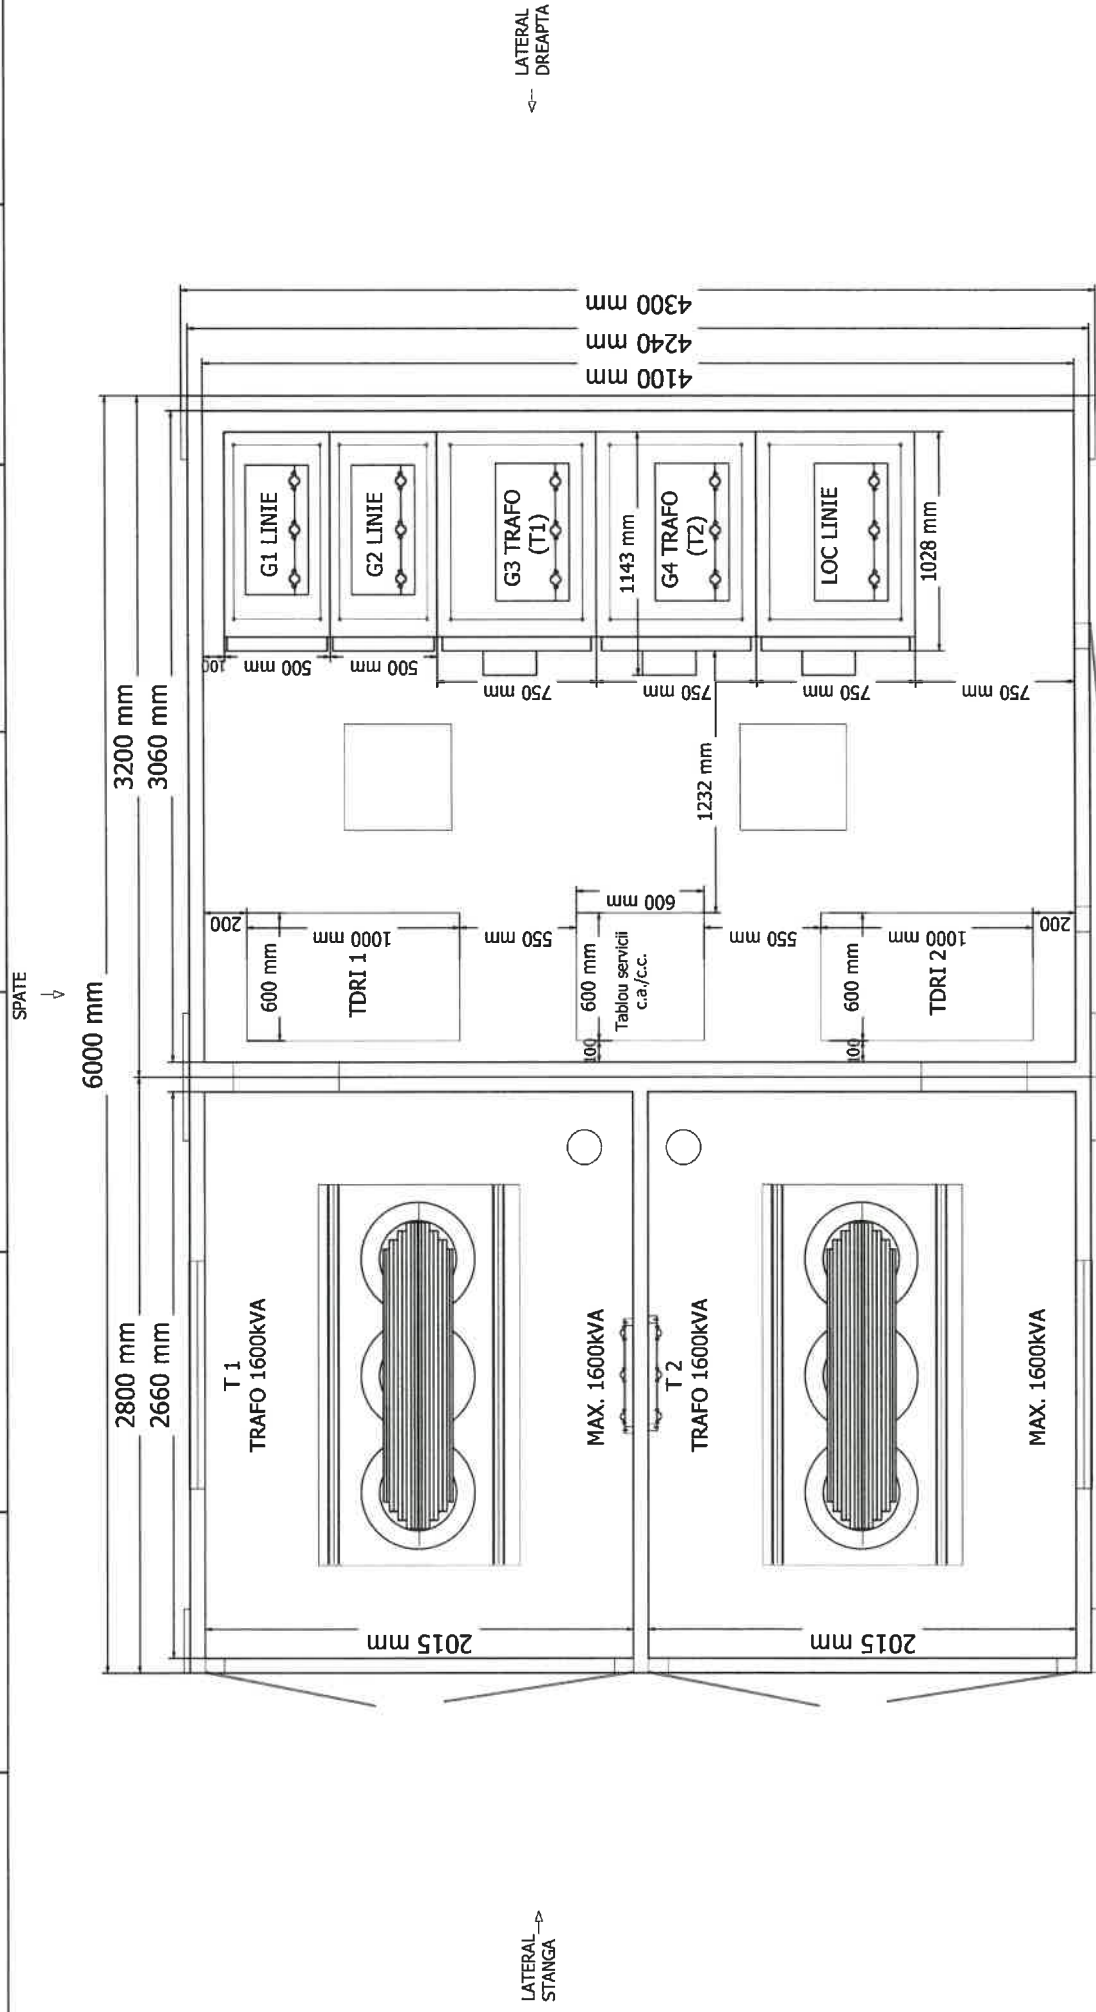 SPATE
6000 mm
2800 mm
3200 mm
2660 mm
3060 mm
LATERAL
STANGA
LATERAL
DREAPTA
T 1
TRAFO 1600kVA
MAX. 1600kVA
2015 mm
T 2
TRAFO 1600kVA
MAX. 1600kVA
2015 mm
200
600 mm
1000 mm
TDRI 1
550 mm
600 mm
600 mm
Tablou servicii
c.a./c.c.
100
550 mm
600 mm
1000 mm
TDRI 2
100
200
1232 mm
100
500 mm
500 mm
750 mm
750 mm
750 mm
750 mm
G1 LINIE
G2 LINIE
G3 TRAFO
(T1)
1143 mm
G4 TRAFO
(T2)
LOC LINIE
1028 mm
4100 mm
4240 mm
4300 mm